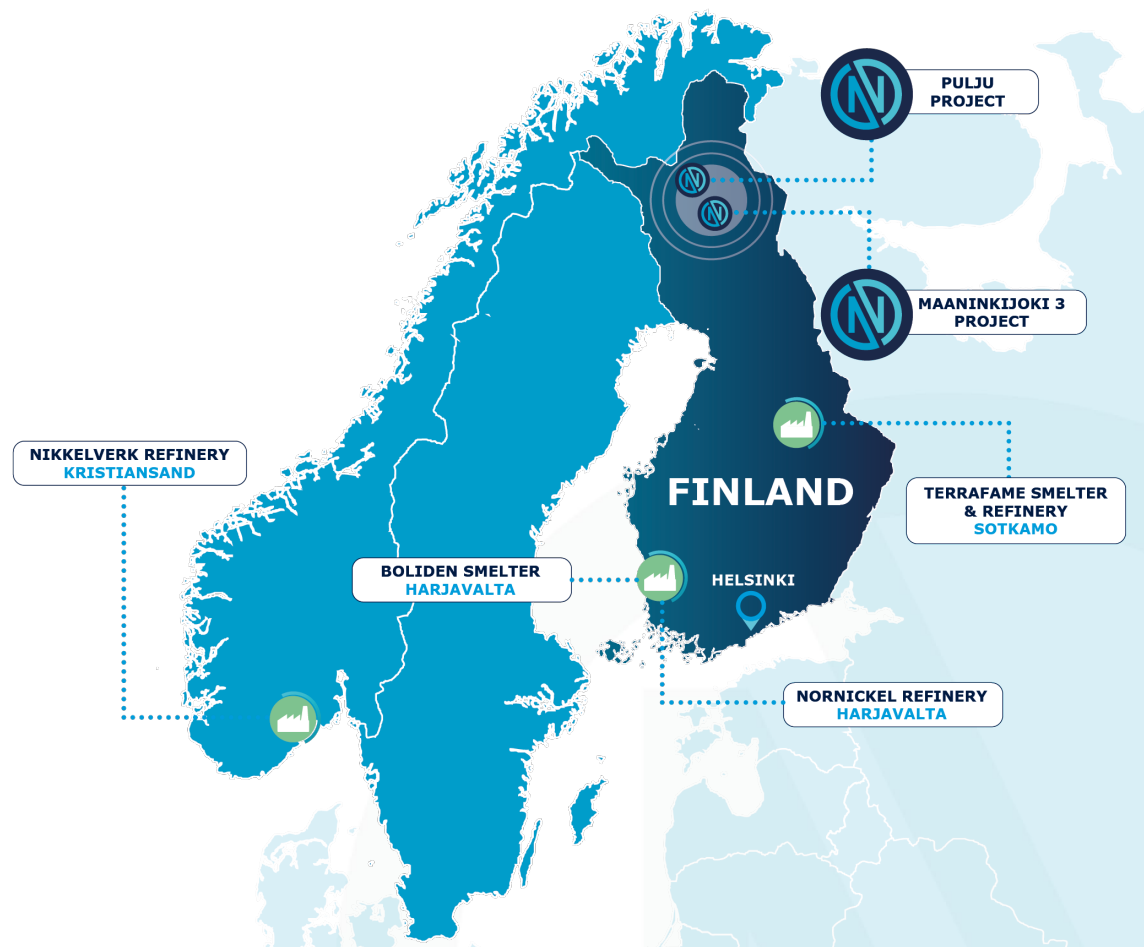 PULJU
PROJECT
MAANINKIJOKI 3
PROJECT
NIKKELVERK REFINERY
KRISTIANSAND
FINLAND
TERRAFAME SMELTER
& REFINERY
SOTKAMO
BOLIDEN SMELTER
HARJAVALTA
HELSINKI
NORNICKEL REFINERY
HARJAVALTA